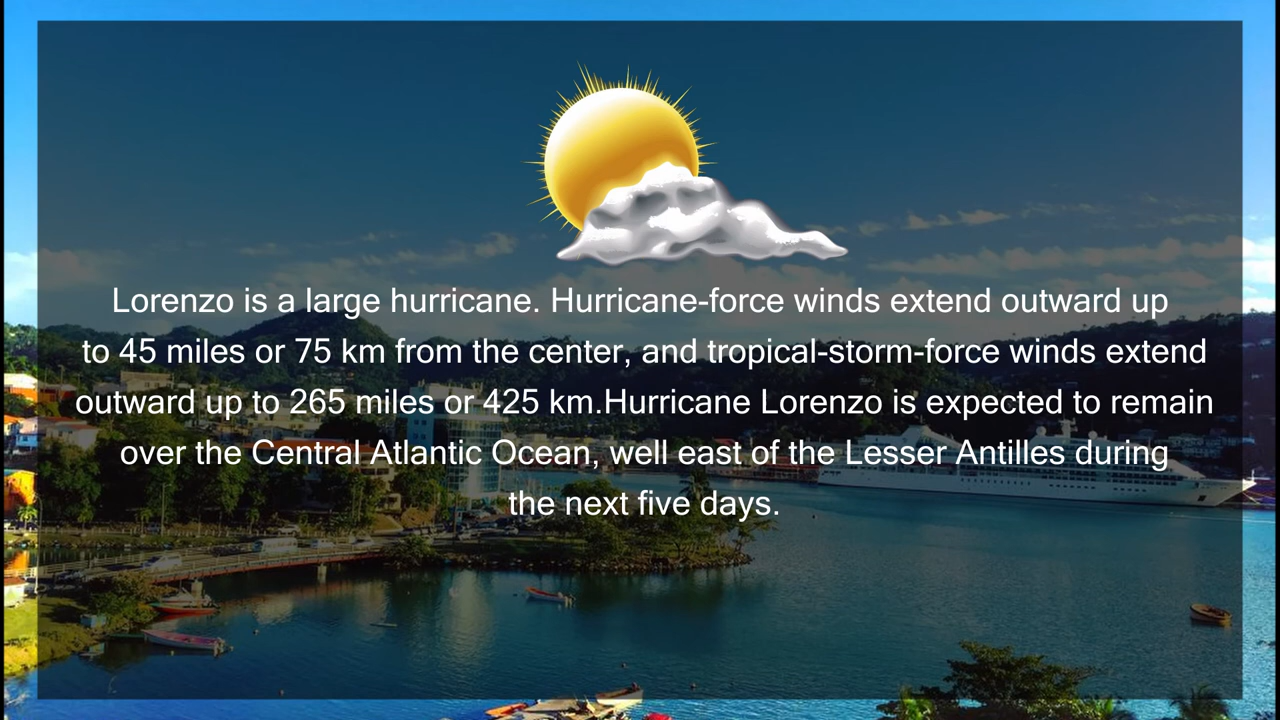 Lorenzo is a large hurricane. Hurricane-force winds extend outward up
to 45 miles or 75 km from the center, and tropical-storm-force winds extend
outward up to 265 miles or 425 km.Hurricane Lorenzo is expected to remain
over the Central Atlantic Ocean, well east of the Lesser Antilles during
the next five days.